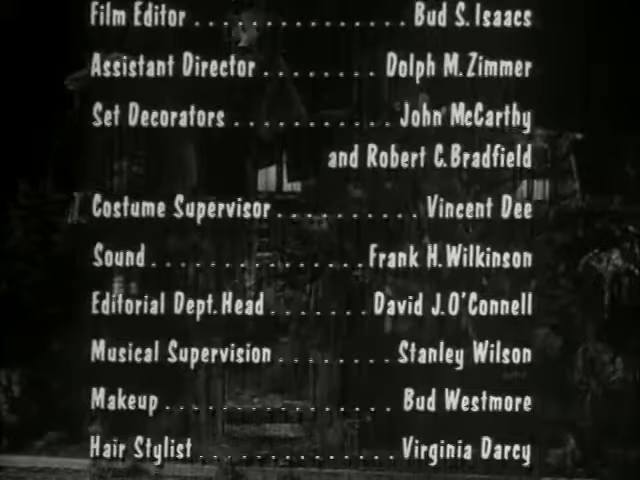 Film Editor . . . . . . . . . . . . . . . Bud S. Isaacs
Assistant Director . . . . . . . . Dolph M. Zimmer
Set Decorators . . . . . . . . . . . John McCarthy
and Robert C. Bradfield
Costume Supervisor . . . . . . . . . . Vincent Dee
Sound . . . . . . . . . . . . . . . Frank H. Wilkinson
Editorial Dept. Head . . . . . . . David J. O'Connell
Musical Supervision . . . . . . . . Stanley Wilson
Makeup . . . . . . . . . . . . . . . . Bud Westmore
Hair Stylist . . . . . . . . . . . . . Virginia Darcy